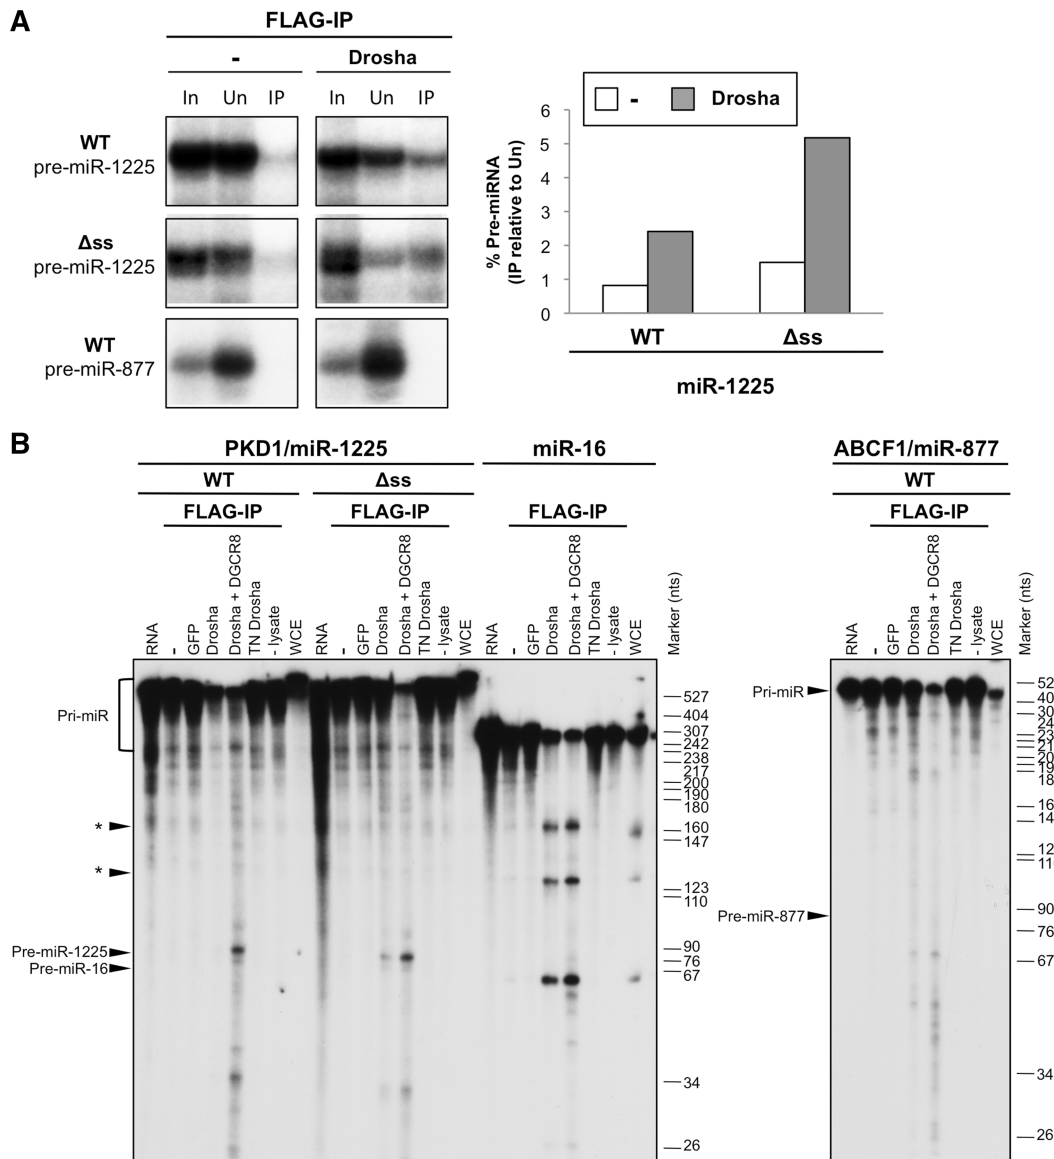 A
FLAG-IP
- Drosha
In Un IP In Un IP
WT
pre-miR-1225
Δss
pre-miR-1225
WT
pre-miR-877
- Drosha
% Pre-miRNA
(IP relative to Un)
6
5
4
3
2
1
0
WT Δss
miR-1225
B
PKD1/miR-1225 miR-16 ABCF1/miR-877
WT Δss WT
FLAG-IP FLAG-IP FLAG-IP FLAG-IP
RNA - GFP Drosha Drosha + DGCR8 TN Drosha - lysate WCE
RNA - GFP Drosha Drosha + DGCR8 TN Drosha - lysate WCE
RNA - GFP Drosha Drosha + DGCR8 TN Drosha - lysate WCE
Marker (nts)
RNA - GFP Drosha Drosha + DGCR8 TN Drosha - lysate WCE
Marker (nts)
Pri-miR
*
*
Pre-miR-1225
Pre-miR-16
527
404
307
242
238
217
200
190
180
160
147
123
110
90
76
67
34
26
Pri-miR
Pre-miR-877
52
40
30
24
23
21
20
19
18
16
14
12
11
90
76
67
34
26